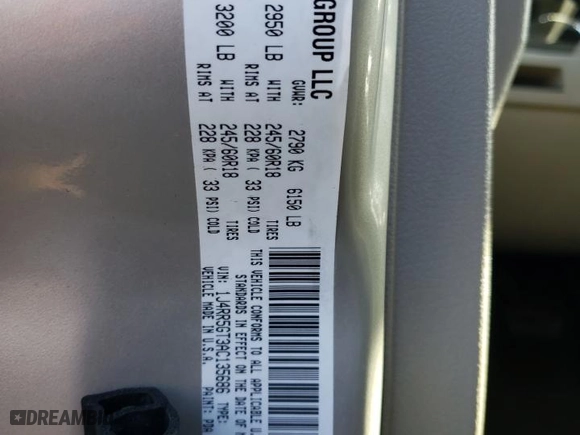 GROUP LLC
GVWR: 2790 KG 6150 LB
2950 LB WITH 245/60R18 TIRES
RIMS AT 228 KPA ( 33 PSI) COLD
3200 LB WITH 245/60R18 TIRES
RIMS AT 228 KPA ( 33 PSI) COLD
THIS VEHICLE CONFORMS TO ALL APPLICABLE U.
STANDARDS IN EFFECT ON THE DATE OF
VIN: 1J4RR5GT3AC135686 TYPE:
VEHICLE MADE IN U.S.A. PAINT:
DREAMBID